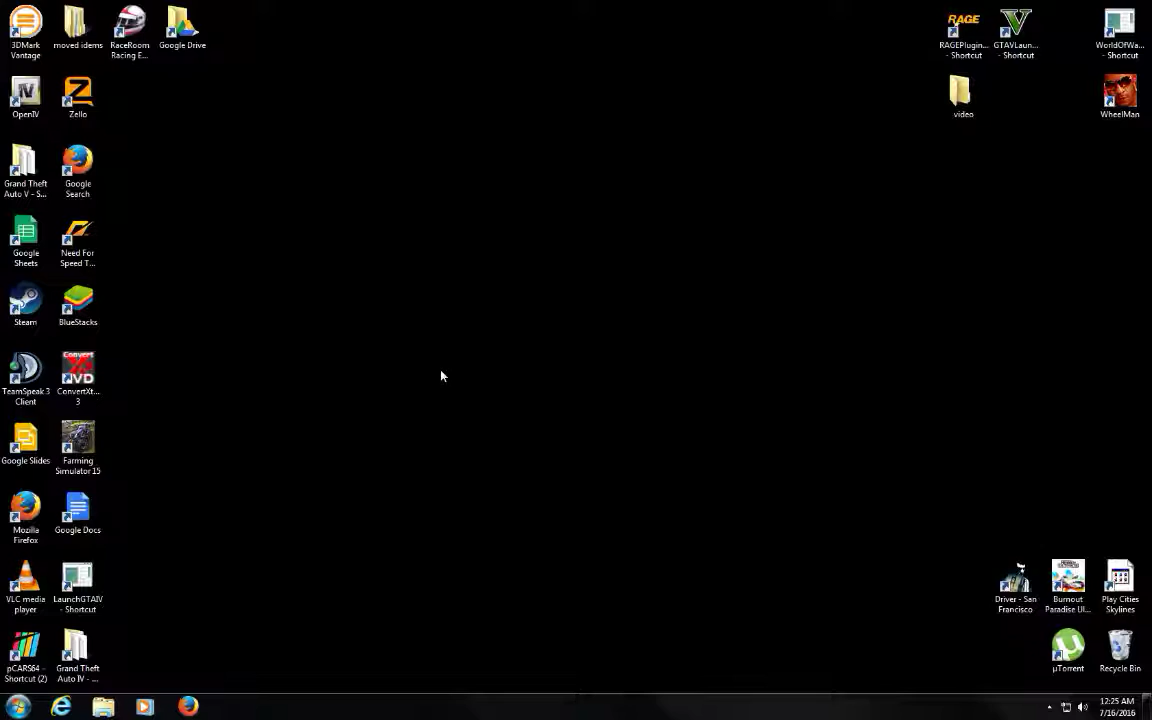 3DMark
Vantage
moved idems
RaceRoom
Racing E...
Google Drive
RAGE
RAGEPlugin...
- Shortcut
GTAVLaun...
- Shortcut
WorldOfWa...
- Shortcut
OpenIV
Zello
video
WheelMan
Grand Theft
Auto V - S...
Google
Search
Google
Sheets
Need For
Speed T...
Steam
BlueStacks
Convert
X
VD
TeamSpeak 3
Client
ConvertXt...
3
Google Slides
Farming
Simulator 15
Mozilla
Firefox
Google Docs
VLC media
player
LaunchGTAIV
- Shortcut
Driver - San
Francisco
Burnout
Paradise Ul...
Play Cities
Skylines
pCARS64 -
Shortcut (2)
Grand Theft
Auto IV - ...
µTorrent
Recycle Bin
12:25 AM
7/16/2016